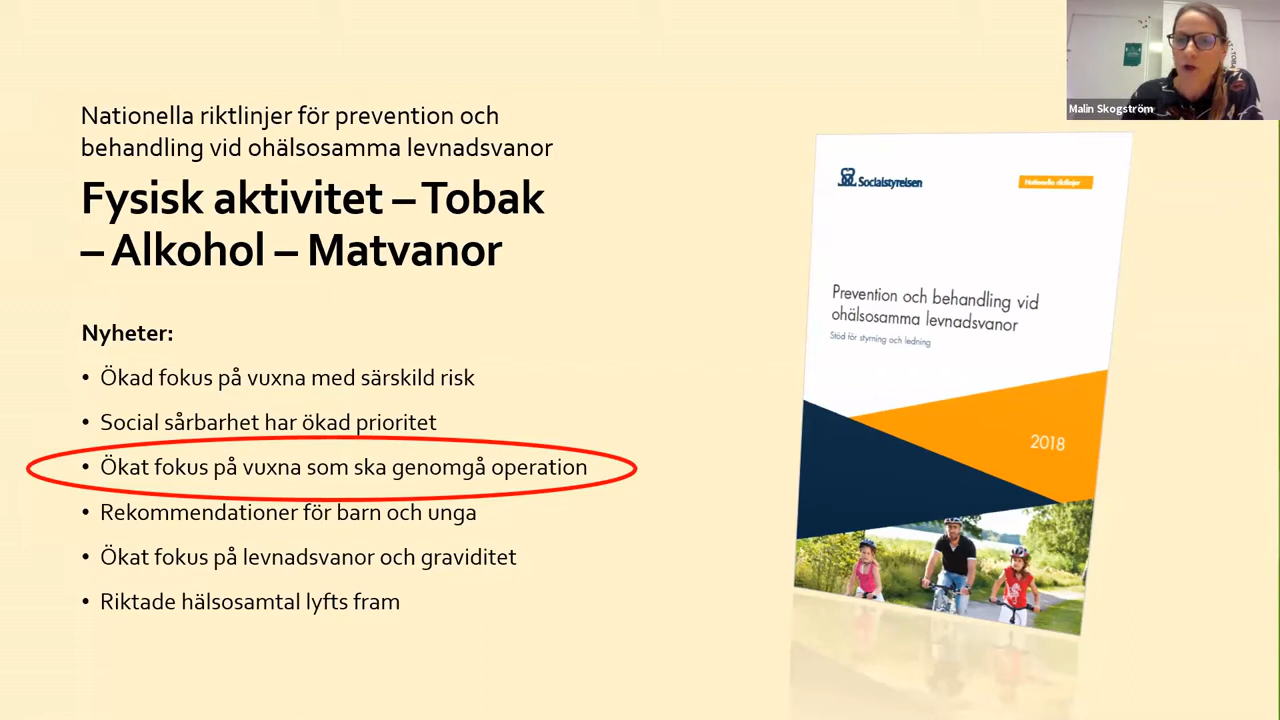 Nationella riktlinjer för prevention och
behandling vid ohälsosamma levnadsvanor
Fysisk aktivitet – Tobak
– Alkohol – Matvanor
Nyheter:
• Ökad fokus på vuxna med särskild risk
• Social sårbarhet har ökad prioritet
• Ökat fokus på vuxna som ska genomgå operation
• Rekommendationer för barn och unga
• Ökat fokus på levnadsvanor och graviditet
• Riktade hälsosamtal lyfts fram
Malin Skogström
Socialstyrelsen
Nationella riktlinjer
Prevention och behandling vid
ohälsosamma levnadsvanor
Stöd för styrning och ledning
2018